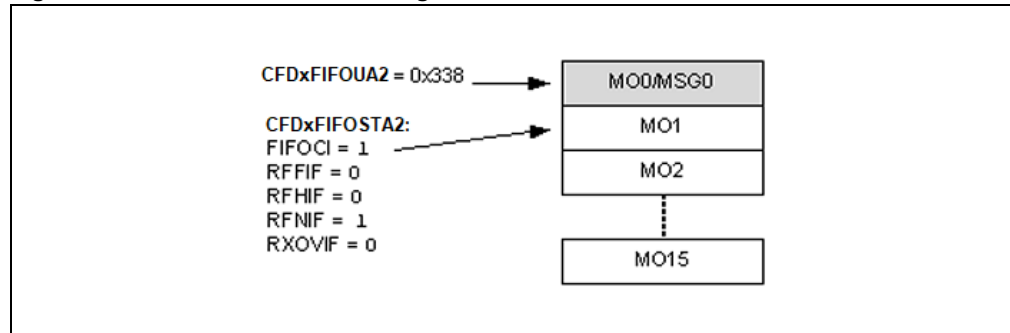 CFDxFIFOUA2 = 0x338
MO0/MSG0
CFDxFIFOSTA2:
MO1
FIFOCI = 1
RFFIF = 0
MO2
RFHIF = 0
RFNIF = 1
RXOVIF = 0
MO15